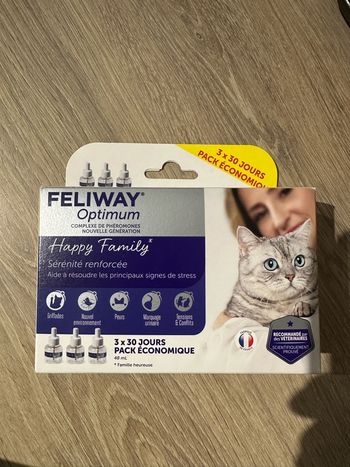 3 x 30 JOURS
PACK ÉCONOMIQUE
FELIWAY®
Optimum
COMPLEXE DE PHÉROMONES
NOUVELLE GÉNÉRATION
Happy Family*
Sérénité renforcée
Aide à résoudre les principaux signes de stress
Griffades
Nouvel
environnement
Peurs
Marquage
urinaire
Tensions
& Conflits
3 x 30 JOURS
PACK ÉCONOMIQUE
48 mL
* Famille heureuse
RECOMMANDÉ par
des VÉTÉRINAIRES
SCIENTIFIQUEMENT
PROUVÉ